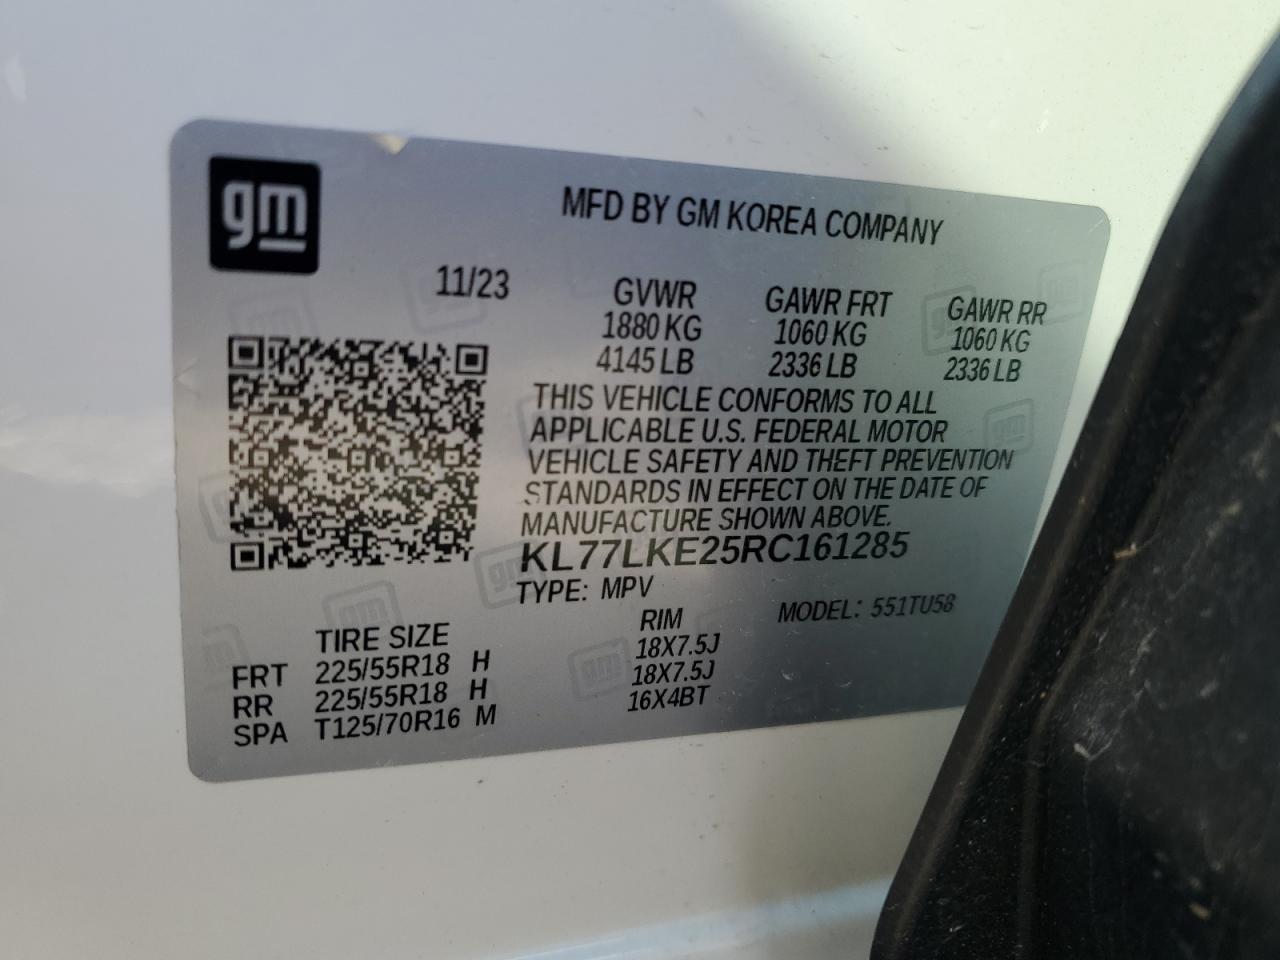 gm
MFD BY GM KOREA COMPANY
11/23 GVWR GAWR FRT GAWR RR
1880 KG 1060 KG 1060 KG
4145 LB 2336 LB 2336 LB
THIS VEHICLE CONFORMS TO ALL
APPLICABLE U.S. FEDERAL MOTOR
VEHICLE SAFETY AND THEFT PREVENTION
STANDARDS IN EFFECT ON THE DATE OF
MANUFACTURE SHOWN ABOVE.
KL77LKE25RC161285
TYPE: MPV MODEL: 551TU58
TIRE SIZE RIM
FRT 225/55R18 H 18X7.5J
RR 225/55R18 H 18X7.5J
SPA T125/70R16 M 16X4BT